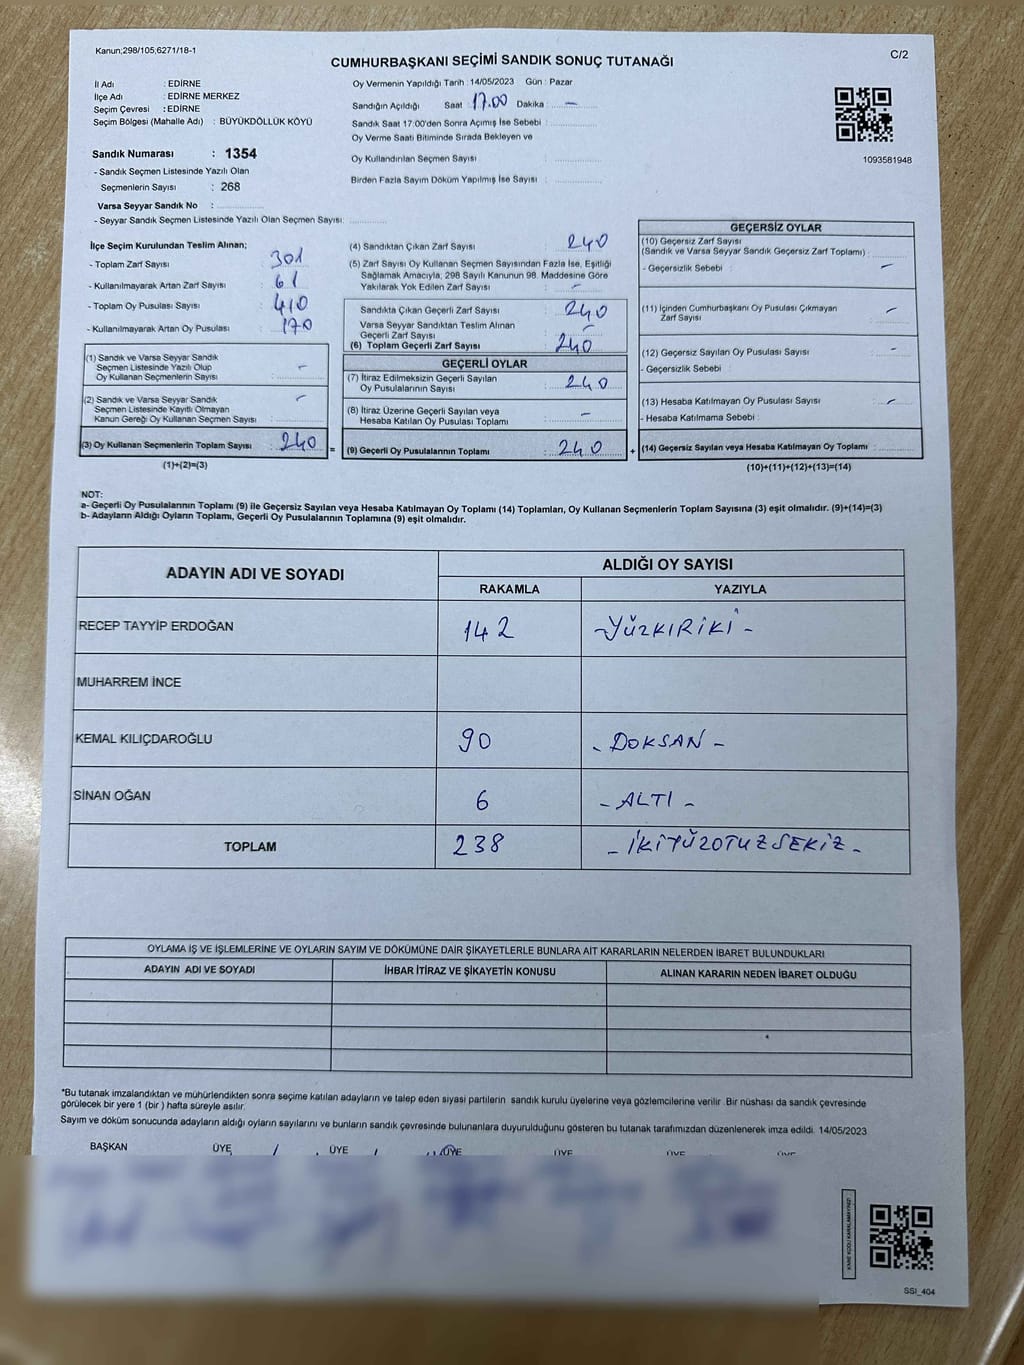 Kanun;298/105,6271/18-1
C/2
CUMHURBAŞKANI SEÇİMİ SANDIK SONUÇ TUTANAĞI
İl Adı : EDİRNE
İlçe Adı : EDİRNE MERKEZ
Seçim Çevresi : EDİRNE
Seçim Bölgesi (Mahalle Adı) : BÜYÜKDÖLLÜK KÖYÜ
Sandık Numarası : 1354
- Sandık Seçmen Listesinde Yazılı Olan
Seçmenlerin Sayısı : 268
Varsa Seyyar Sandık No :
- Seyyar Sandık Seçmen Listesinde Yazılı Olan Seçmen Sayısı:
Oy Vermenin Yapıldığı Tarih : 14/05/2023 Gün : Pazar
Sandığın Açıldığı Saat 17.00 Dakika : –
Sandık Saat 17:00'den Sonra Açımış İse Sebebi :
Oy Verme Saati Bitiminde Sırada Bekleyen ve
Oy Kullandırılan Seçmen Sayısı :
Birden Fazla Sayım Döküm Yapılmış İse Sayısı :
1093581948
İlçe Seçim Kurulundan Teslim Alınan;
- Toplam Zarf Sayısı : 301
- Kullanılmayarak Artan Zarf Sayısı : 61
- Toplam Oy Pusulası Sayısı : 410
- Kullanılmayarak Artan Oy Pusulası : 170
(1) Sandık ve Varsa Seyyar Sandık
Seçmen Listesinde Yazılı Olup
Oy Kullanan Seçmenlerin Sayısı : –
(2) Sandık ve Varsa Seyyar Sandık
Seçmen Listesinde Kayıtlı Olmayan
Kanun Gereği Oy Kullanan Seçmen Sayısı : –
(3) Oy Kullanan Seçmenlerin Toplam Sayısı : 240
(1)+(2)=(3)
(4) Sandıktan Çıkan Zarf Sayısı : 240
(5) Zarf Sayısı Oy Kullanan Seçmen Sayısından Fazla İse, Eşitliği
Sağlamak Amacıyla, 298 Sayılı Kanunun 98. Maddesine Göre
Yakılarak Yok Edilen Zarf Sayısı : –
Sandıkta Çıkan Geçerli Zarf Sayısı : 240
Varsa Seyyar Sandıktan Teslim Alınan
Geçerli Zarf Sayısı : –
(6) Toplam Geçerli Zarf Sayısı : 240
GEÇERLİ OYLAR
(7) İtiraz Edilmeksizin Geçerli Sayılan
Oy Pusulalarının Sayısı : 240
(8) İtiraz Üzerine Geçerli Sayılan veya
Hesaba Katılan Oy Pusulası Toplamı : –
= (9) Geçerli Oy Pusulalarının Toplamı : 240 +
GEÇERSİZ OYLAR
(10) Geçersiz Zarf Sayısı
(Sandık ve Varsa Seyyar Sandık Geçersiz Zarf Toplamı) :
- Geçersizlik Sebebi : –
(11) İçinden Cumhurbaşkanı Oy Pusulası Çıkmayan
Zarf Sayısı : –
(12) Geçersiz Sayılan Oy Pusulası Sayısı : –
- Geçersizlik Sebebi :
(13) Hesaba Katılmayan Oy Pusulası Sayısı : –
- Hesaba Katılmama Sebebi :
(14) Geçersiz Sayılan veya Hesaba Katılmayan Oy Toplamı :
(10)+(11)+(12)+(13)=(14)
NOT:
a- Geçerli Oy Pusulalarının Toplamı (9) ile Geçersiz Sayılan veya Hesaba Katılmayan Oy Toplamı (14) Toplamları, Oy Kullanan Seçmenlerin Toplam Sayısına (3) eşit olmalıdır. (9)+(14)=(3)
b- Adayların Aldığı Oyların Toplamı, Geçerli Oy Pusulalarının Toplamına (9) eşit olmalıdır.
ADAYIN ADI VE SOYADI
ALDIĞI OY SAYISI
RAKAMLA YAZIYLA
RECEP TAYYİP ERDOĞAN 142 -YÜZKIRİKİ-
MUHARREM İNCE
KEMAL KILIÇDAROĞLU 90 - DOKSAN -
SİNAN OĞAN 6 - ALTI -
TOPLAM 238 - İKİYÜZOTUZSEKİZ -
OYLAMA İŞ VE İŞLEMLERİNE VE OYLARIN SAYIM VE DÖKÜMÜNE DAİR ŞİKAYETLERLE BUNLARA AİT KARARLARIN NELERDEN İBARET BULUNDUKLARI
ADAYIN ADI VE SOYADI İHBAR İTİRAZ VE ŞİKAYETİN KONUSU ALINAN KARARIN NEDEN İBARET OLDUĞU
*Bu tutanak imzalandıktan ve mühürlendikten sonra seçime katılan adayların ve talep eden siyasi partilerin sandık kurulu üyelerine veya gözlemcilerine verilir .Bir nüshası da sandık çevresinde
görülecek bir yere 1 (bir ) hafta süreyle asılır.
Sayım ve döküm sonucunda adayların aldığı oyların sayılarını ve bunların sandık çevresinde bulunanlara duyurulduğunu gösteren bu tutanak tarafımızdan düzenlenerek imza edildi. 14/05/2023
BAŞKAN ÜYE ÜYE ÜYE ÜYE ÜYE ÜYE
KARE KODU KARALAMAYINIZ!
SSI_404